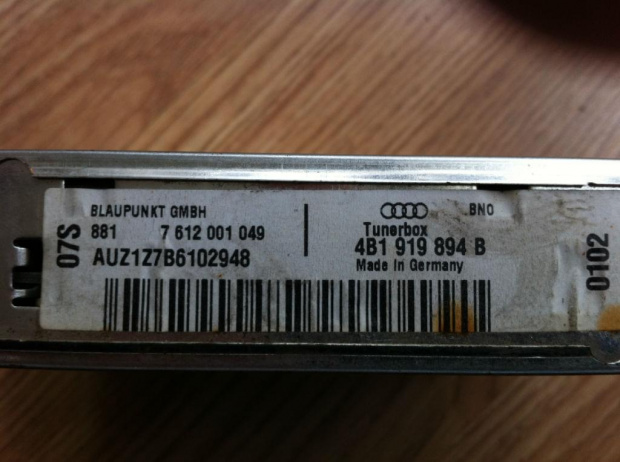 07S
BLAUPUNKT GMBH
881 7 612 001 049
AUZ1Z7B6102948
BNO
Tunerbox
4B1 919 894 B
Made In Germany
0102